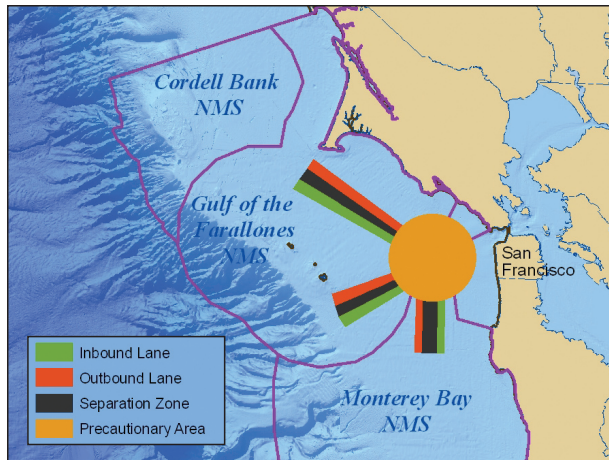 Cordell Bank
NMS
Gulf of the
Farallones
NMS
San
Francisco
Monterey Bay
NMS
Inbound Lane
Outbound Lane
Separation Zone
Precautionary Area